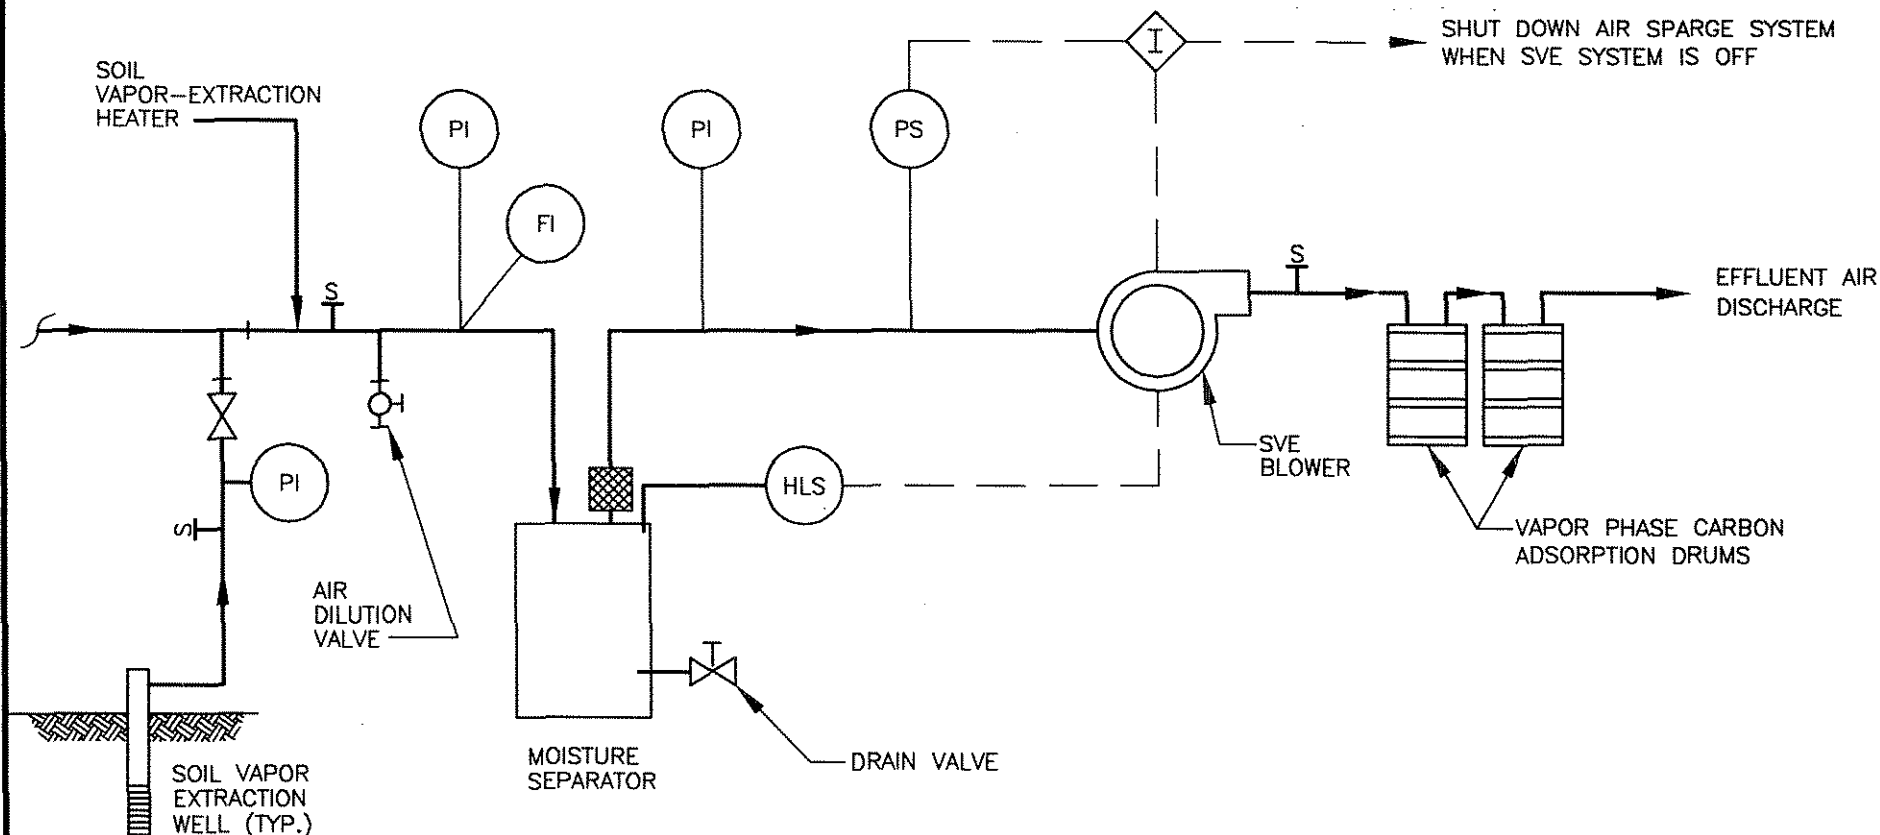 SHUT DOWN AIR SPARGE SYSTEM
WHEN SVE SYSTEM IS OFF
I
SOIL
VAPOR-EXTRACTION
HEATER
PI
PI
PS
FI
S
S
EFFLUENT AIR
DISCHARGE
PI
S
HLS
SVE
BLOWER
VAPOR PHASE CARBON
ADSORPTION DRUMS
AIR
DILUTION
VALVE
MOISTURE
SEPARATOR
DRAIN VALVE
SOIL VAPOR
EXTRACTION
WELL (TYP.)